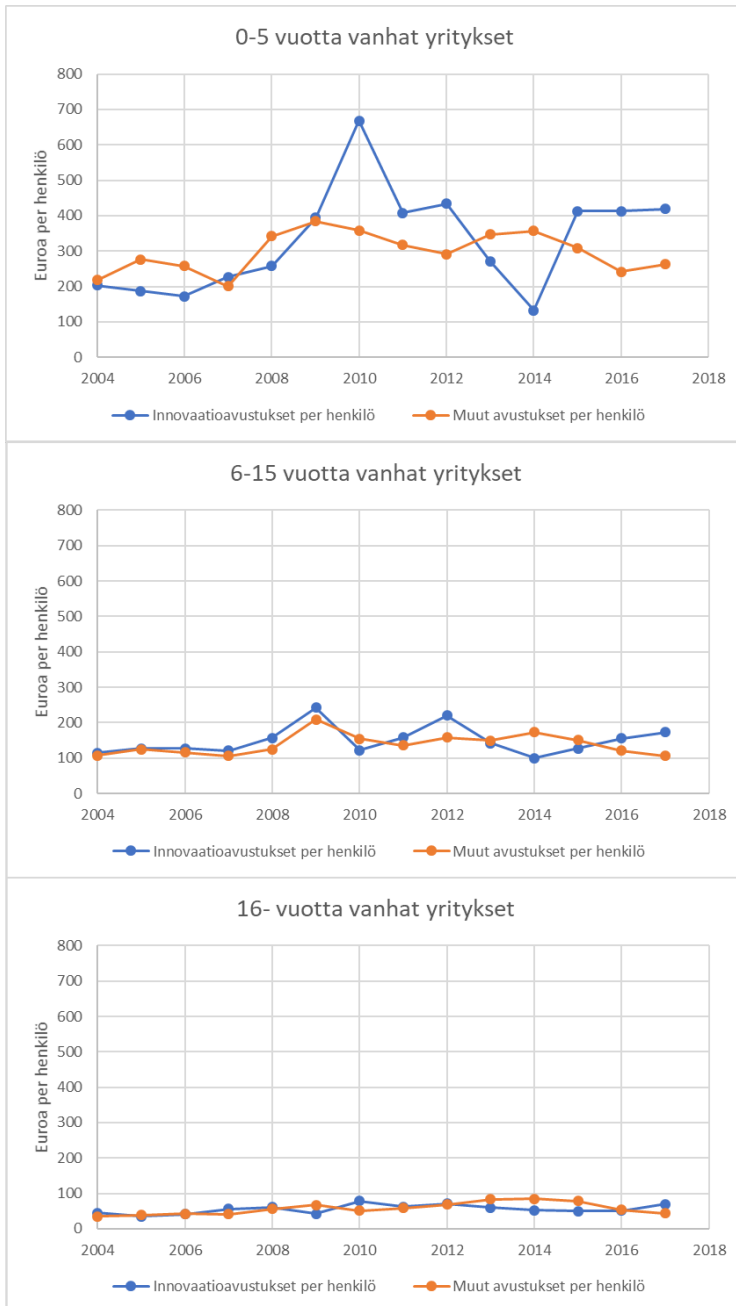 0-5 vuotta vanhat yritykset
800
700
600
500
400
300
200
100
0
Euroa per henkilö
2004 2006 2008 2010 2012 2014 2016 2018
Innovaatioavustukset per henkilö Muut avustukset per henkilö
6-15 vuotta vanhat yritykset
800
700
600
500
400
300
200
100
0
Euroa per henkilö
2004 2006 2008 2010 2012 2014 2016 2018
Innovaatioavustukset per henkilö Muut avustukset per henkilö
16- vuotta vanhat yritykset
800
700
600
500
400
300
200
100
0
Euroa per henkilö
2004 2006 2008 2010 2012 2014 2016 2018
Innovaatioavustukset per henkilö Muut avustukset per henkilö